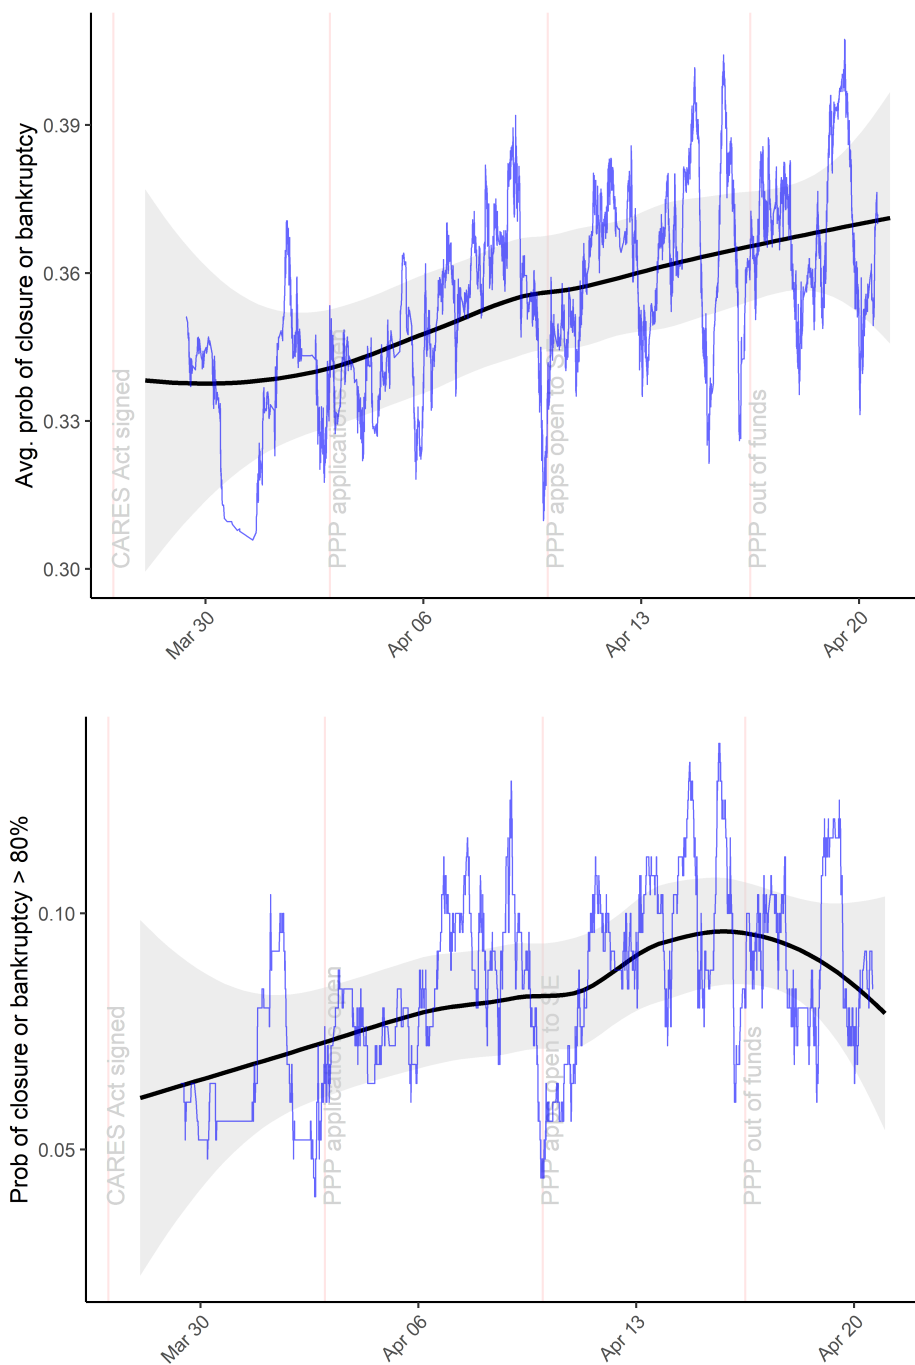 Avg. prob of closure or bankruptcy
0.39
0.36
0.33
0.30
CARES Act signed
PPP applications open
PPP apps open to SE
PPP out of funds
Mar 30
Apr 06
Apr 13
Apr 20
Prob of closure or bankruptcy > 80%
0.10
0.05
CARES Act signed
PPP applications open
PPP apps open to SIE
PPP out of funds
Mar 30
Apr 06
Apr 13
Apr 20